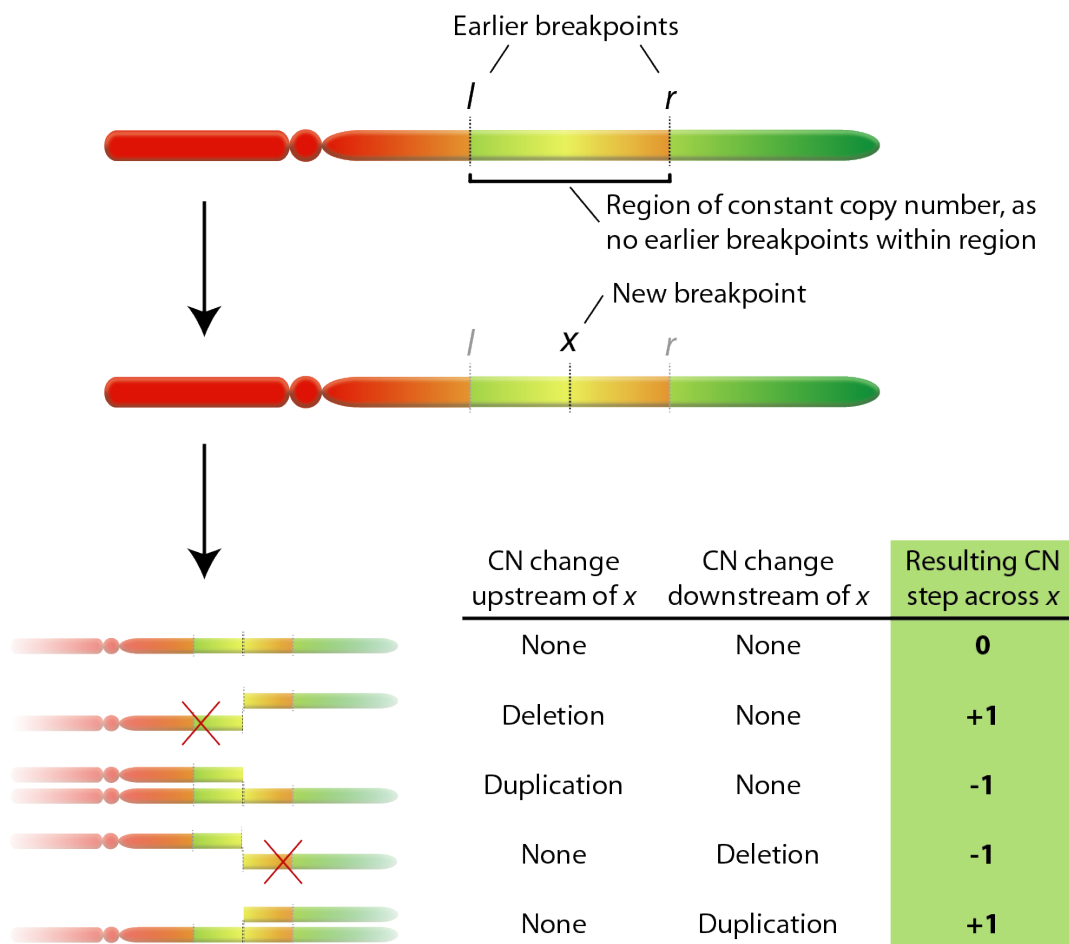 Earlier breakpoints
l r
Region of constant copy number, as
no earlier breakpoints within region
New breakpoint
l x r
CN change upstream of x
CN change downstream of x
Resulting CN step across x
None None 0
Deletion None +1
Duplication None -1
None Deletion -1
None Duplication +1